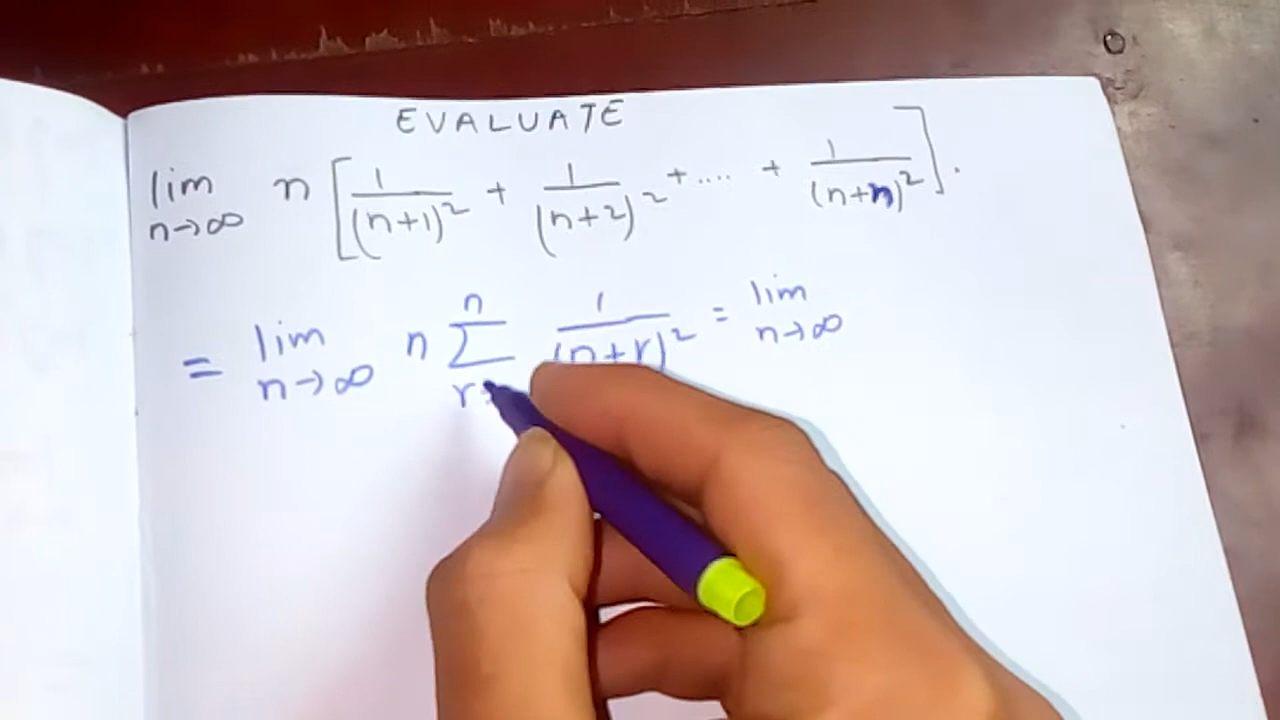 EVALUATE
lim n→∞ n [ 1/(n+1)² + 1/(n+2)² + .... + 1/(n+n)² ].
= lim n→∞ n n∑r= 1/(n+r)² = lim n→∞